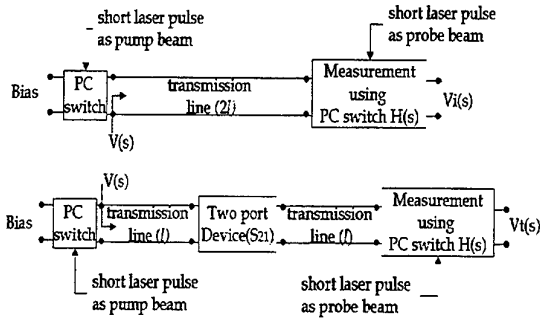 short laser pulse
as pump beam
short laser pulse
as probe beam
Bias
PC
switch
transmission
line (2l)
Measurement
using
PC switch H(s)
Vi(s)
V(s)
V(s)
Bias
PC
switch
transmission
line (l)
Two port
Device(S21)
transmission
line (l)
Measurement
using
PC switch H(s)
Vt(s)
short laser pulse
as pump beam
short laser pulse
as probe beam